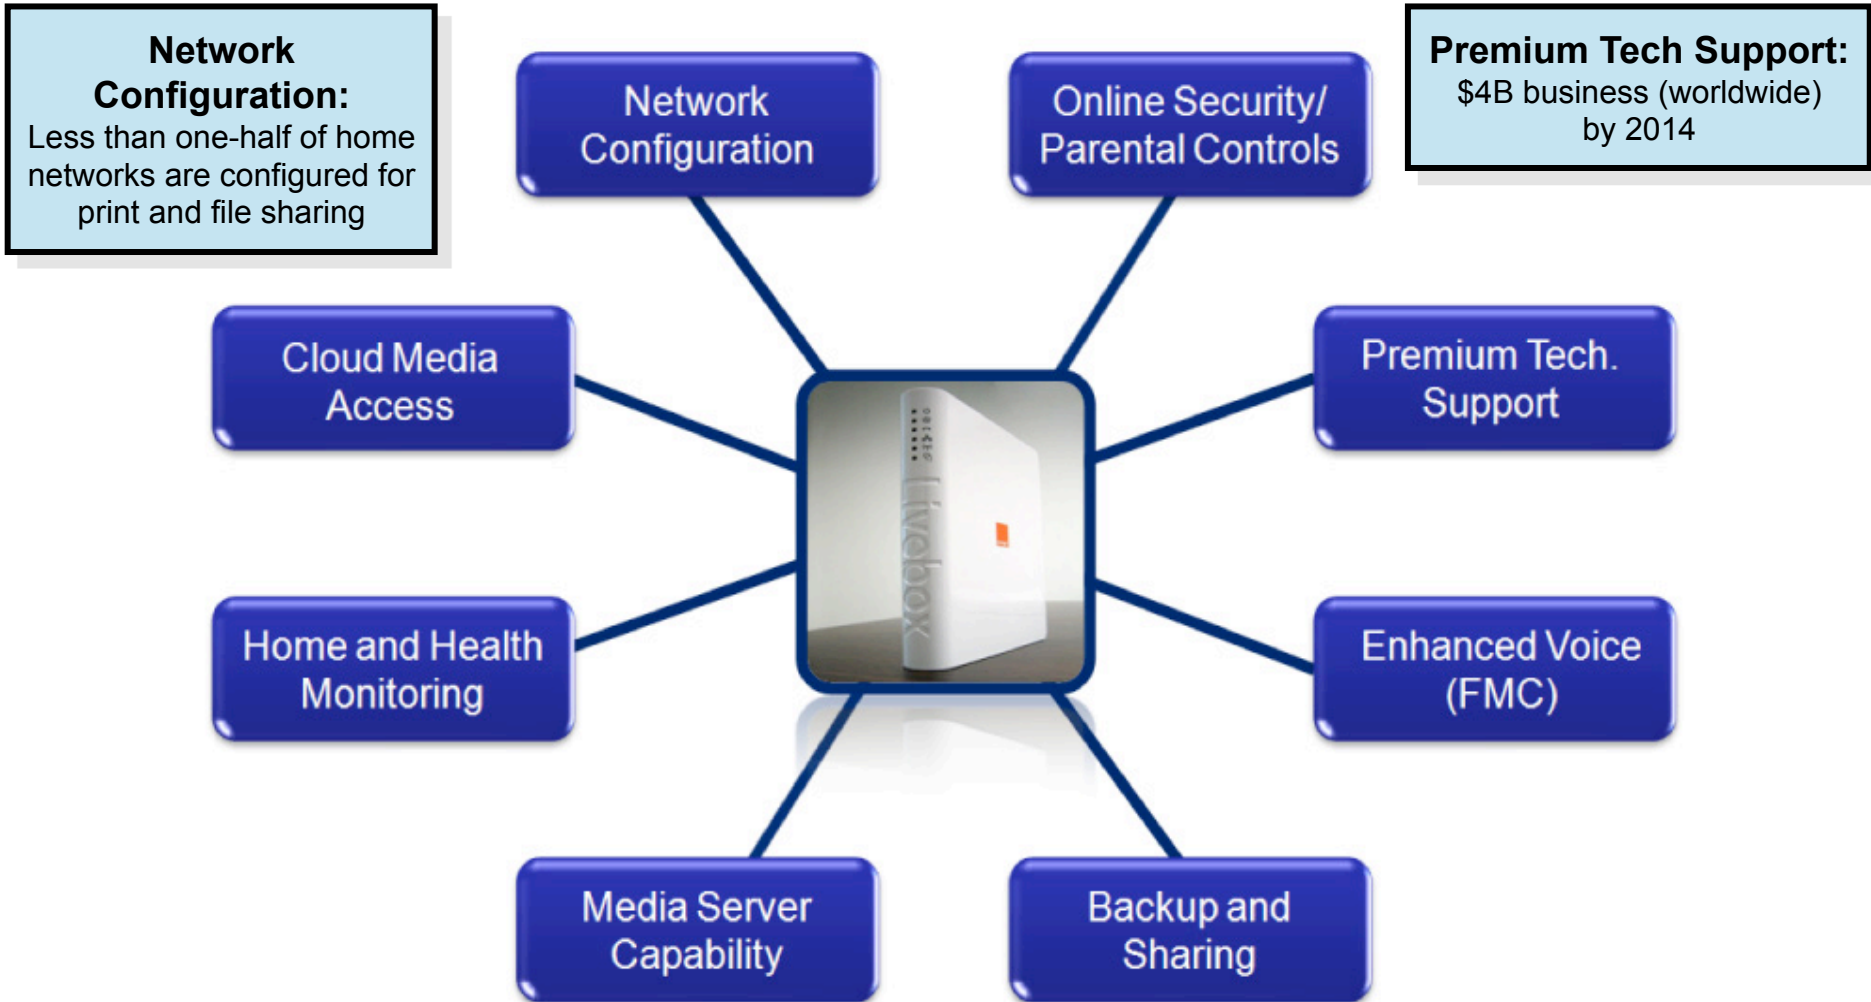 Network
Configuration:
Less than one-half of home
networks are configured for
print and file sharing
Network
Configuration
Online Security/
Parental Controls
Premium Tech Support:
$4B business (worldwide)
by 2014
Cloud Media
Access
Premium Tech.
Support
Livebox
Home and Health
Monitoring
Enhanced Voice
(FMC)
Media Server
Capability
Backup and
Sharing